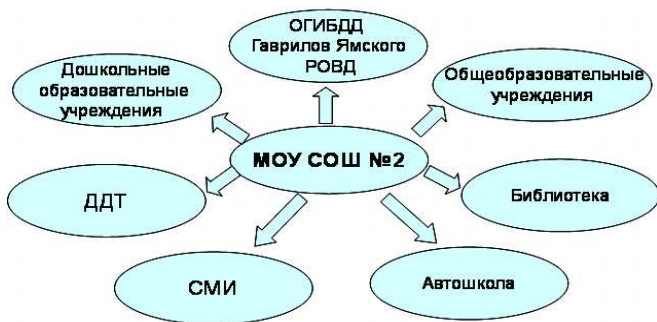 ОГИБДД
Гаврилов Ямского
РОВД
Дошкольные
образовательные
учреждения
Общеобразовательные
учреждения
МОУ СОШ №2
ДДТ
Библиотека
СМИ
Автошкола